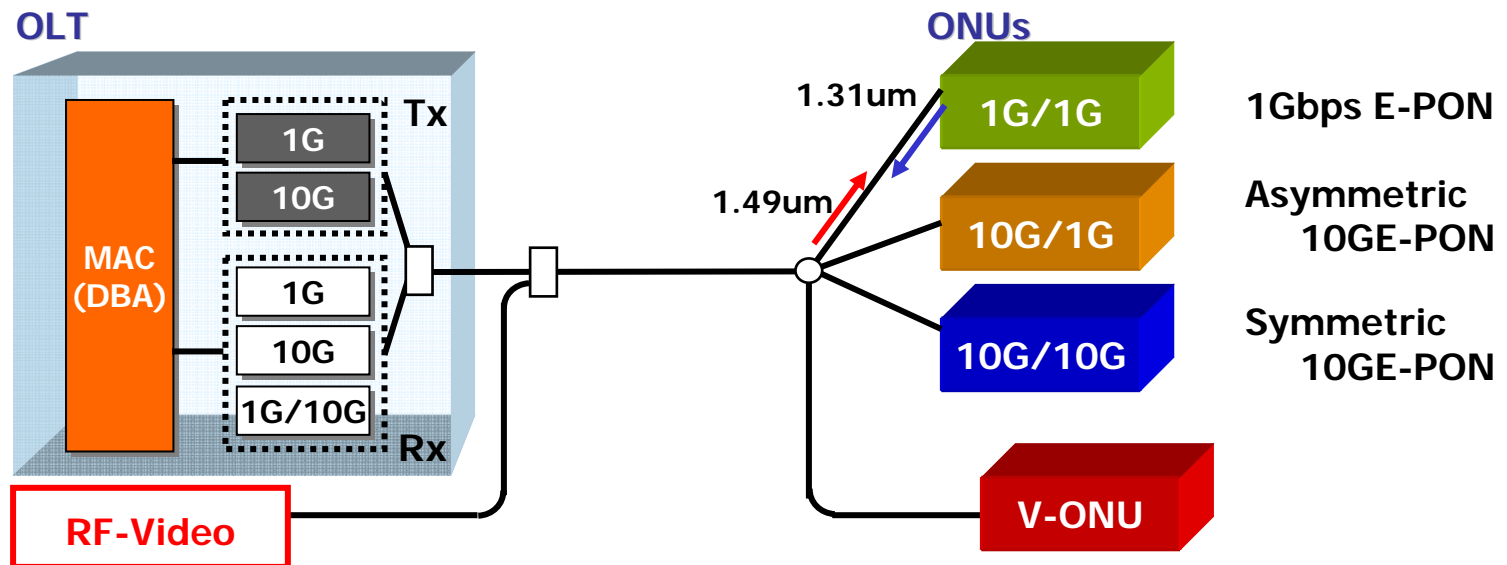 OLT
ONUs
Tx
1G
10G
MAC
(DBA)
1G
10G
1G/10G
Rx
RF-Video
1.31um
1.49um
1G/1G
1Gbps E-PON
10G/1G
Asymmetric
10GE-PON
10G/10G
Symmetric
10GE-PON
V-ONU